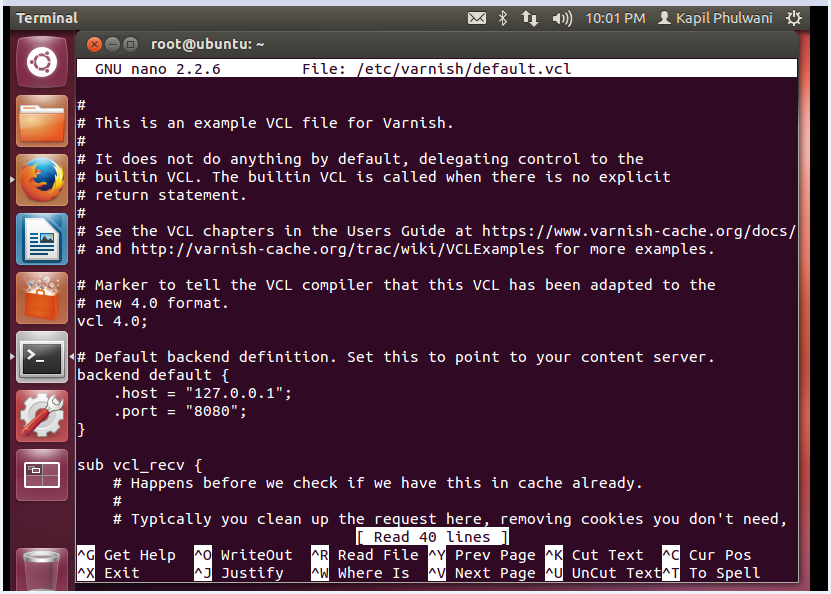 Terminal 10:01 PM Kapil Phulwani
root@ubuntu: ~
GNU nano 2.2.6 File: /etc/varnish/default.vcl
#
# This is an example VCL file for Varnish.
#
# It does not do anything by default, delegating control to the
# builtin VCL. The builtin VCL is called when there is no explicit
# return statement.
#
# See the VCL chapters in the Users Guide at https://www.varnish-cache.org/docs/
# and http://varnish-cache.org/trac/wiki/VCLExamples for more examples.
# Marker to tell the VCL compiler that this VCL has been adapted to the
# new 4.0 format.
vcl 4.0;
# Default backend definition. Set this to point to your content server.
backend default {
.host = "127.0.0.1";
.port = "8080";
}
sub vcl_recv {
# Happens before we check if we have this in cache already.
#
# Typically you clean up the request here, removing cookies you don't need,
[ Read 40 lines ]
^G Get Help ^O WriteOut ^R Read File ^Y Prev Page ^K Cut Text ^C Cur Pos
^X Exit ^J Justify ^W Where Is ^V Next Page ^U UnCut Text ^T To Spell